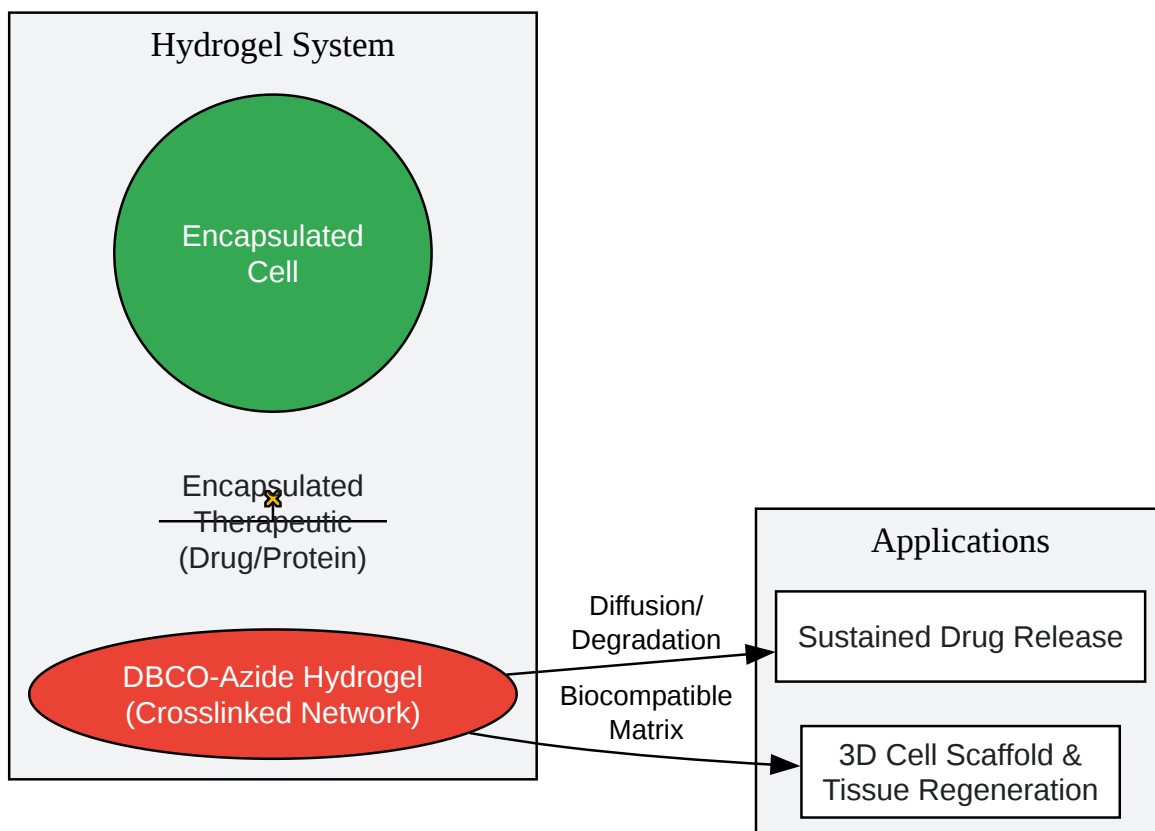 Hydrogel System
Encapsulated
Cell
Encapsulated
Therapeutic
(Drug/Protein)
DBCO-Azide Hydrogel
(Crosslinked Network)
Diffusion/
Degradation
Biocompatible
Matrix
Applications
Sustained Drug Release
3D Cell Scaffold &
Tissue Regeneration